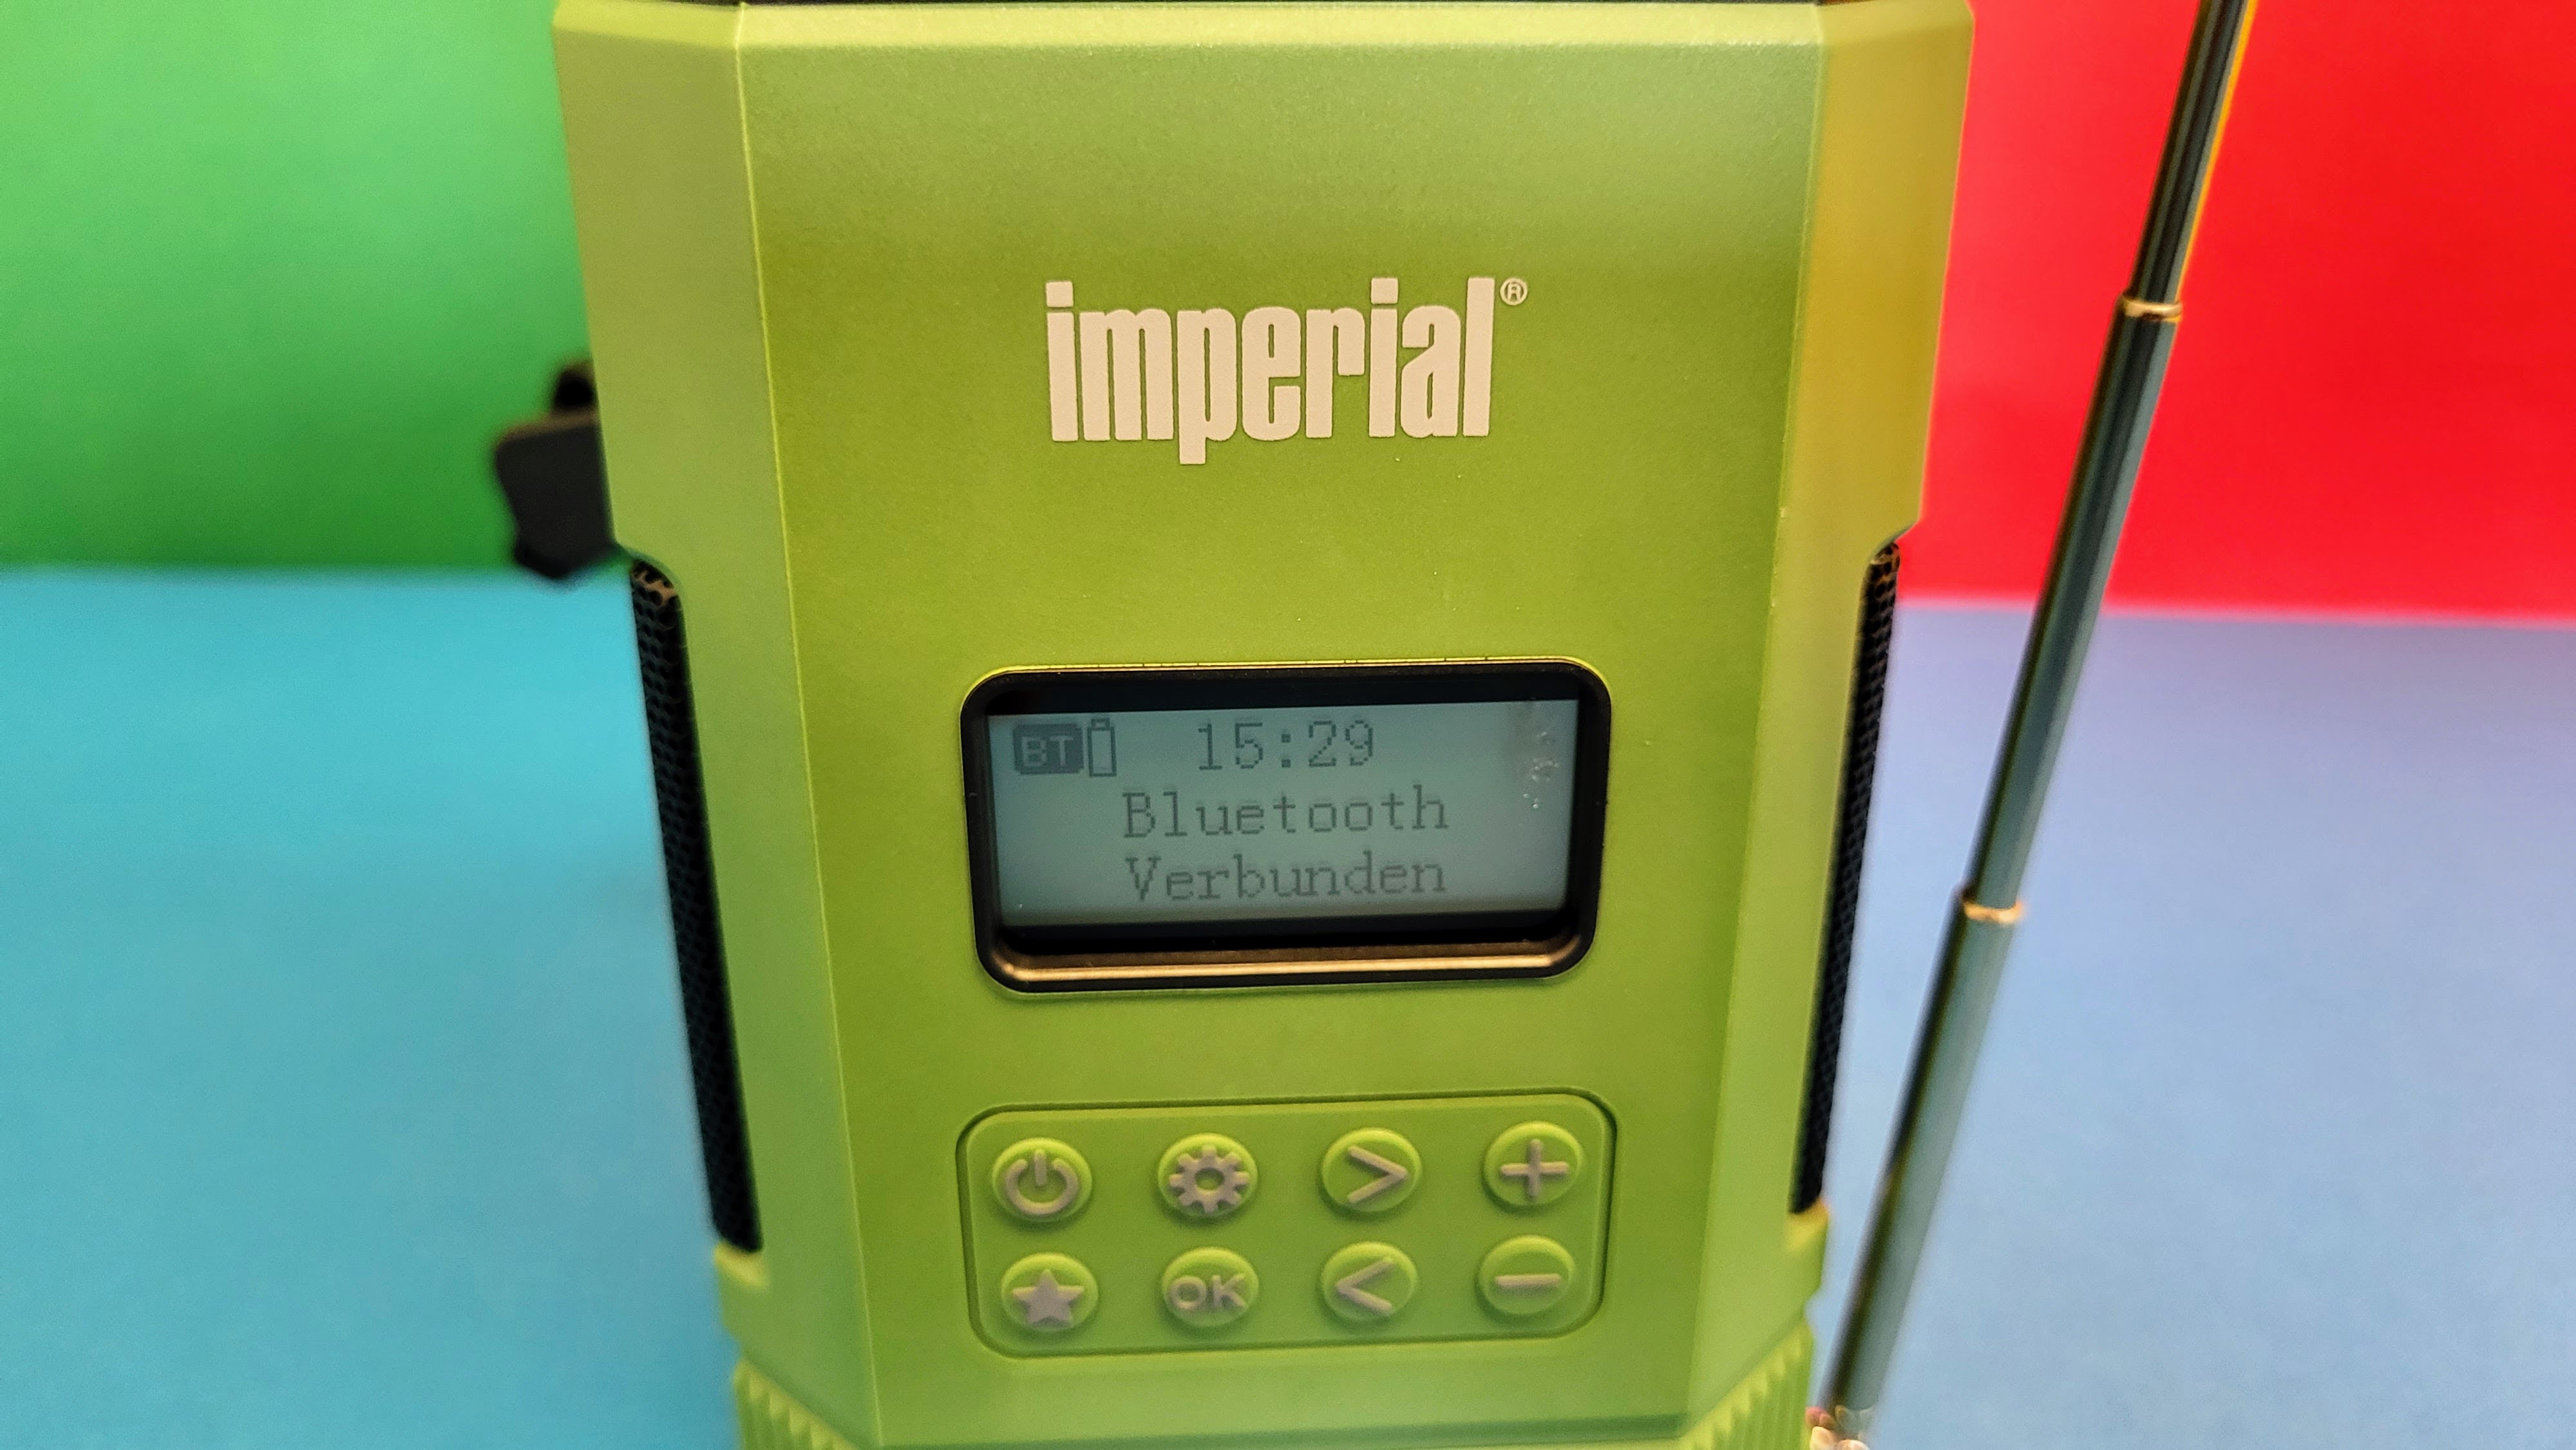 imperial®
BT 15:29
Bluetooth
Verbunden
OK